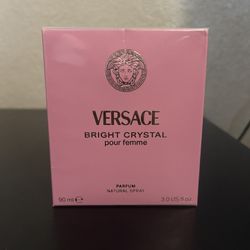 VERSACE
BRIGHT CRYSTAL
pour femme
PARFUM
NATURAL SPRAY
90 ml ℮
3.0 US fl.oz